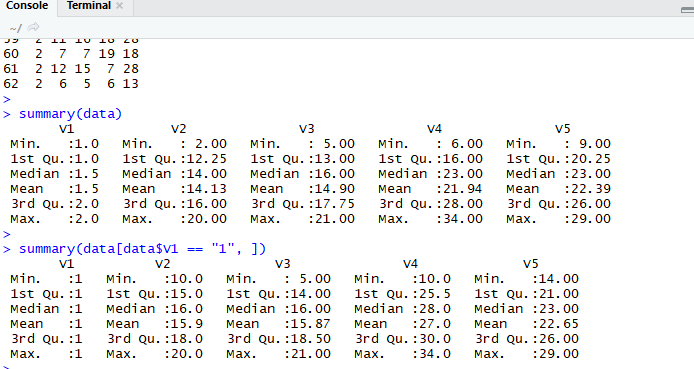 Console Terminal ×
~/
59 2 11 16 18 28
60 2 7 7 19 18
61 2 12 15 7 28
62 2 6 5 6 13
>
> summary(data)
V1 V2 V3 V4 V5
Min. :1.0 Min. : 2.00 Min. : 5.00 Min. : 6.00 Min. : 9.00
1st Qu.:1.0 1st Qu.:12.25 1st Qu.:13.00 1st Qu.:16.00 1st Qu.:20.25
Median :1.5 Median :14.00 Median :16.00 Median :23.00 Median :23.00
Mean :1.5 Mean :14.13 Mean :14.90 Mean :21.94 Mean :22.39
3rd Qu.:2.0 3rd Qu.:16.00 3rd Qu.:17.75 3rd Qu.:28.00 3rd Qu.:26.00
Max. :2.0 Max. :20.00 Max. :21.00 Max. :34.00 Max. :29.00
>
> summary(data[data$V1 == "1", ])
V1 V2 V3 V4 V5
Min. :1 Min. :10.0 Min. : 5.00 Min. :10.0 Min. :14.00
1st Qu.:1 1st Qu.:15.0 1st Qu.:14.00 1st Qu.:25.5 1st Qu.:21.00
Median :1 Median :16.0 Median :16.00 Median :28.0 Median :23.00
Mean :1 Mean :15.9 Mean :15.87 Mean :27.0 Mean :22.65
3rd Qu.:1 3rd Qu.:18.0 3rd Qu.:18.50 3rd Qu.:30.0 3rd Qu.:26.00
Max. :1 Max. :20.0 Max. :21.00 Max. :34.0 Max. :29.00
>